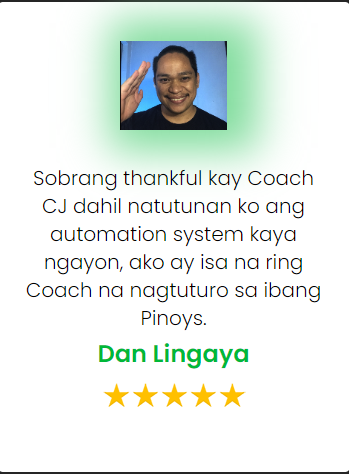 Sobrang thankful kay Coach
CJ dahil natutunan ko ang
automation system kaya
ngayon, ako ay isa na ring
Coach na nagtuturo sa ibang
Pinoys.
Dan Lingaya